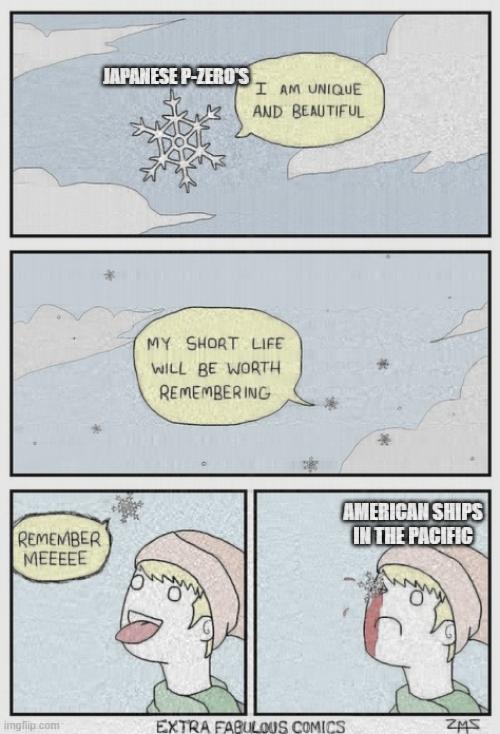 JAPANESE P-ZERO'S
I AM UNIQUE
AND BEAUTIFUL
MY SHORT LIFE
WILL BE WORTH
REMEMBERING
REMEMBER
MEEEEE
AMERICAN SHIPS
IN THE PACIFIC
imgflip.com
EXTRA FABULOUS COMICS
ZMS